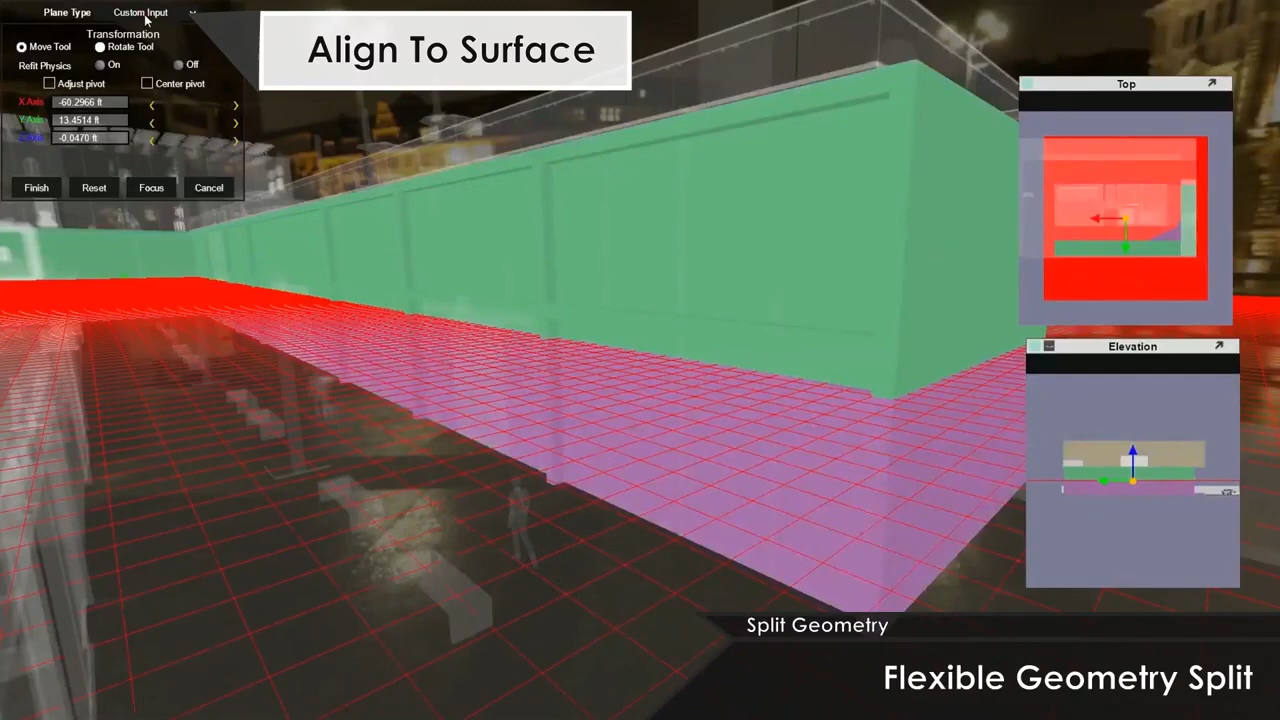 Plane Type Custom Input
Align To Surface
Transformation
Move Tool Rotate Tool
Refit Physics On Off
Adjust pivot Center pivot
X Axis -60.2966 ft
Y Axis 13.4514 ft
Z Axis -0.0470 ft
Finish Reset Focus Cancel
Top
Elevation
Split Geometry
Flexible Geometry Split